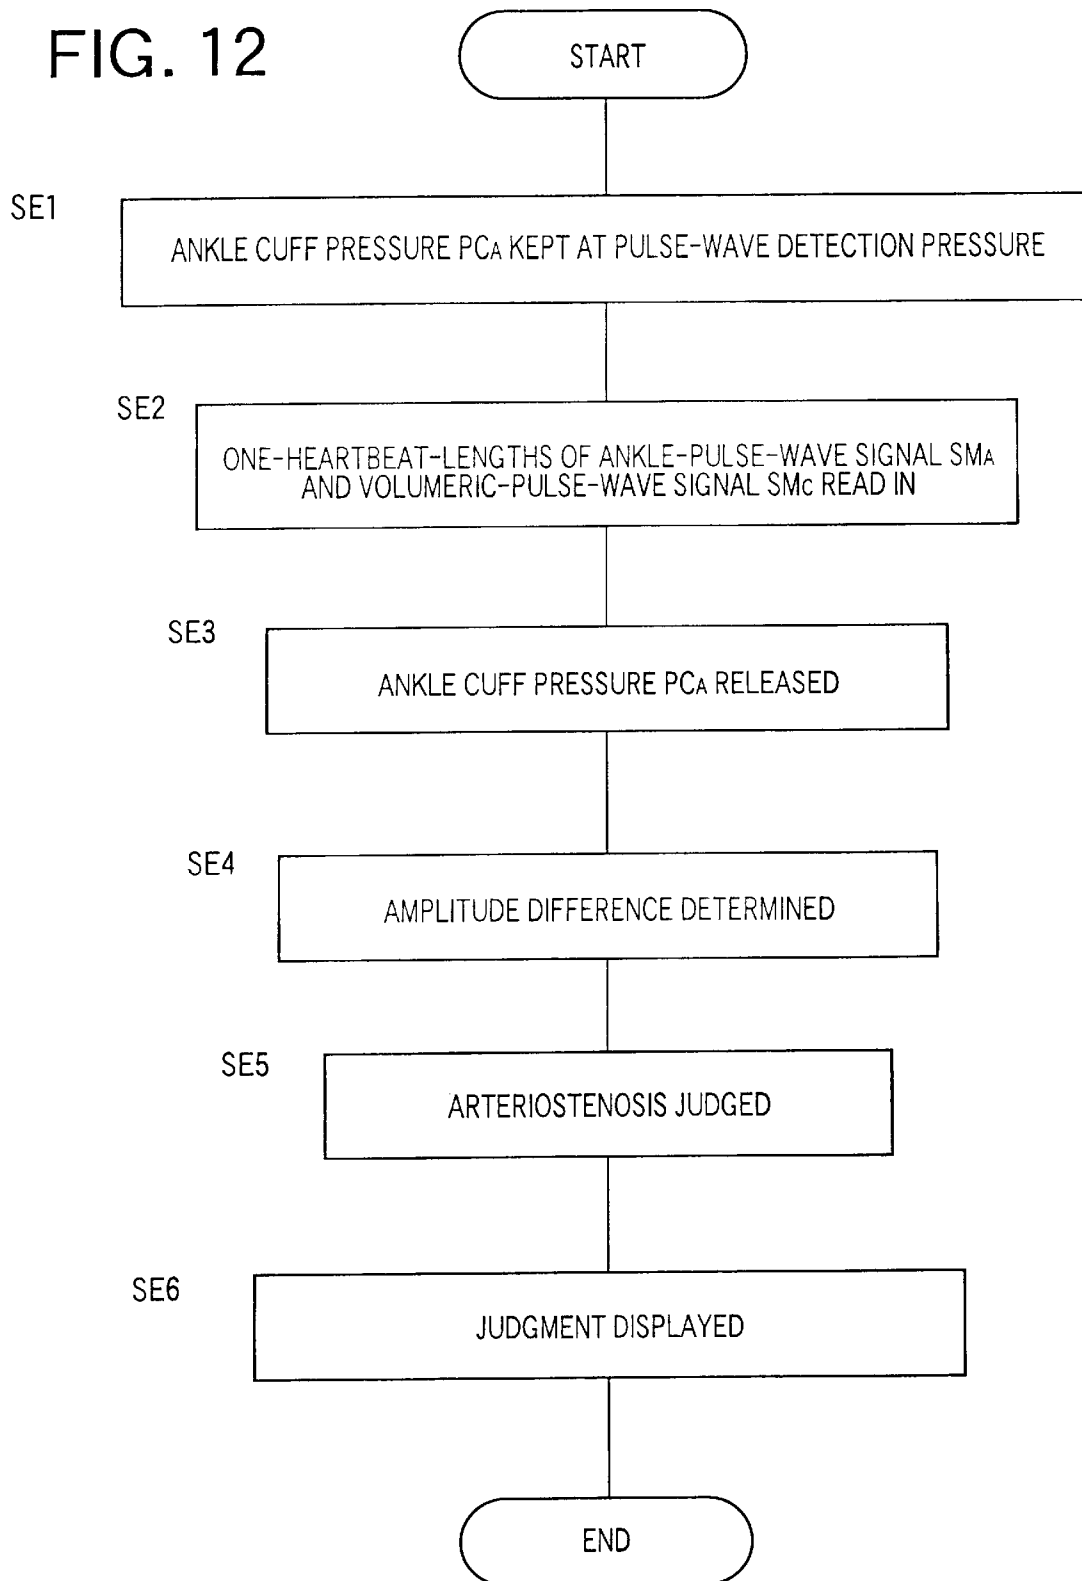 FIG. 12
START
SE1
ANKLE CUFF PRESSURE PCA KEPT AT PULSE-WAVE DETECTION PRESSURE
SE2
ONE-HEARTBEAT-LENGTHS OF ANKLE-PULSE-WAVE SIGNAL SMA
AND VOLUMERIC-PULSE-WAVE SIGNAL SMC READ IN
SE3
ANKLE CUFF PRESSURE PCA RELEASED
SE4
AMPLITUDE DIFFERENCE DETERMINED
SE5
ARTERIOSTENOSIS JUDGED
SE6
JUDGMENT DISPLAYED
END